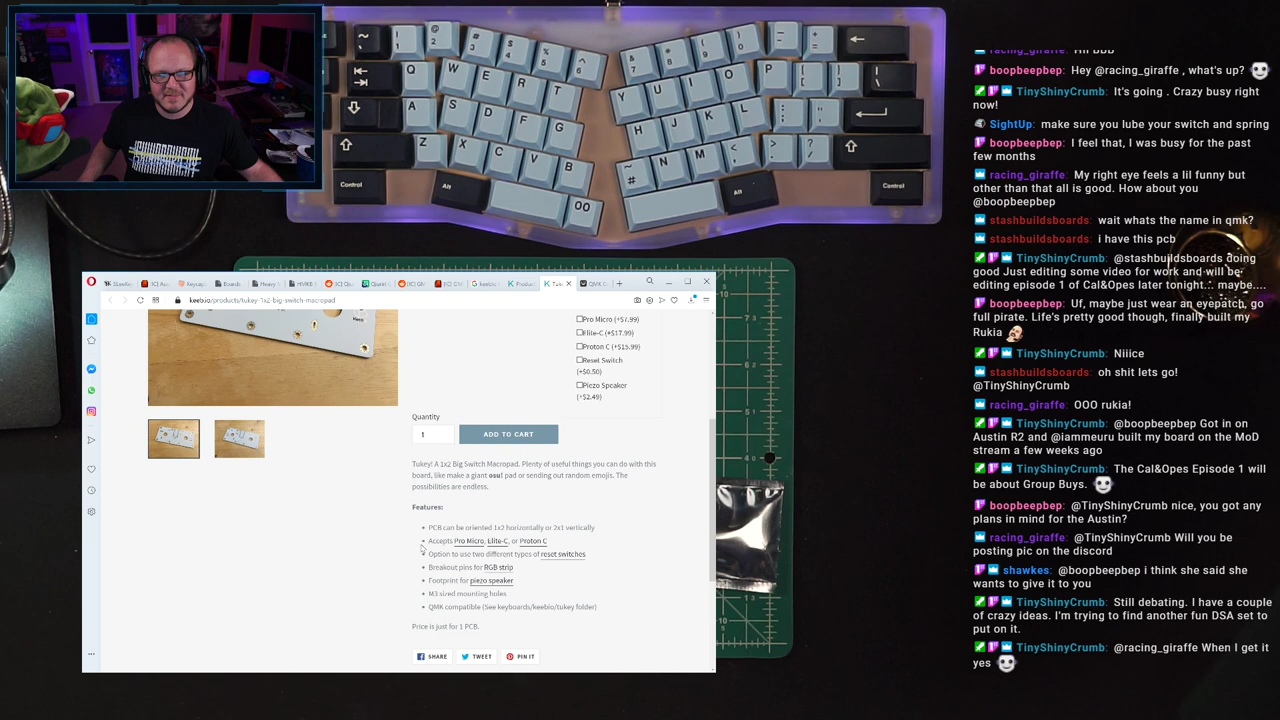 ~ ! @ # $ % ^ & * ( ) - + ←
1 2 3 4 5 6 7 8 9 0
Q W E R T Y U I O P [ ] \
A S D F G H J K L
Z X C V B ~ # N M < > ? /
Control Alt 00 Alt Control
keeb.io/products/tukey-1x2-big-switch-macropad
Pro Micro (+$7.99)
Elite-C (+$17.99)
Proton C (+$15.99)
Reset Switch
(+$0.50)
Piezo Speaker
(+$2.49)
Quantity
1 ADD TO CART
Tukey! A 1x2 Big Switch Macropad. Plenty of useful things you can do with this
board, like make a giant osu! pad or sending out random emojis. The
possibilities are endless.
Features:
PCB can be oriented 1x2 horizontally or 2x1 vertically
Accepts Pro Micro, Elite-C, or Proton C
Option to use two different types of reset switches
Breakout pins for RGB strip
Footprint for piezo speaker
M3 sized mounting holes
QMK compatible (See keyboards/keebio/tukey folder)
Price is just for 1 PCB.
SHARE TWEET PIN IT
racing_giraffe: Hiii BBB
boopbeepbep: Hey @racing_giraffe , what's up?
TinyShinyCrumb: It's going . Crazy busy right
now!
SightUp: make sure you lube your switch and spring
boopbeepbep: I feel that, I was busy for the past
few months
racing_giraffe: My right eye feels a lil funny but
other than that all is good. How about you
@boopbeepbep
stashbuildsboards: wait whats the name in qmk?
stashbuildsboards: i have this pcb
TinyShinyCrumb: @stashbuildsboards doing
good Just editing some video for work and will be
editing episode 1 of Cal&Opes
boopbeepbep: Uf, maybe just wear an eyepatch, go
full pirate. Life's pretty good though, finally built my
Rukia
TinyShinyCrumb: Niiice
stashbuildsboards: oh shit lets go!
@TinyShinyCrumb
racing_giraffe: OOO rukia!
TinyShinyCrumb: @boopbeepbep Got in on
Austin R2 and @iammeuru built my board in the MoD
stream a few weeks ago
TinyShinyCrumb: The Cal&Opes Episode 1 will
be about Group Buys.
boopbeepbep: @TinyShinyCrumb nice, you got any
plans in mind for the Austin?
racing_giraffe: @TinyShinyCrumb Will you be
posting pic on the discord
shawkes: @boopbeepbep i think she said she
wants to give it to you
TinyShinyCrumb: Still debating. I have a couple
of crazy ideas. I'm trying to find another DSA set to
put on it.
TinyShinyCrumb: @racing_giraffe When I get it
yes